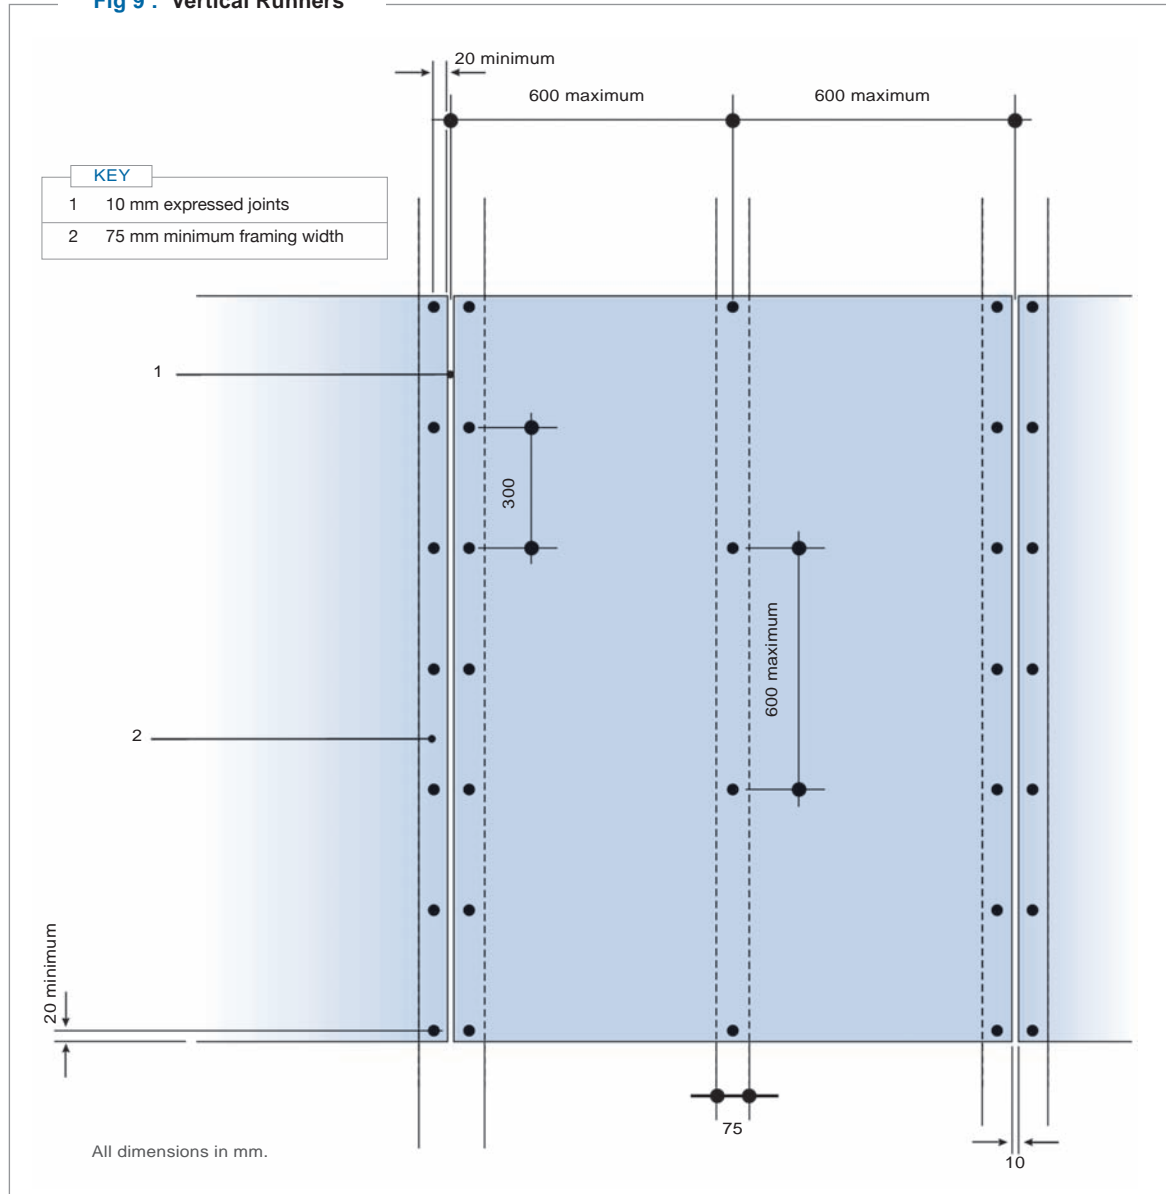 Fig 9 : Vertical Runners
20 minimum
600 maximum
600 maximum
KEY
1 10 mm expressed joints
2 75 mm minimum framing width
1
300
600 maximum
2
20 minimum
75
All dimensions in mm.
10